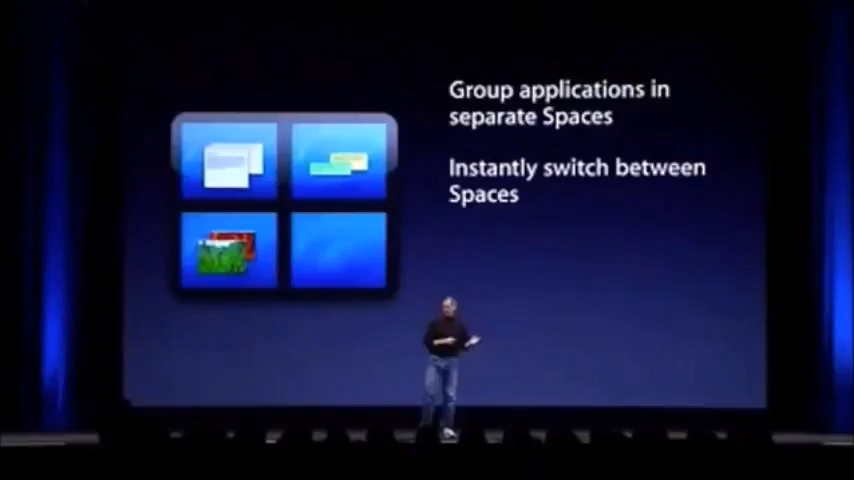 Group applications in
separate Spaces
Instantly switch between
Spaces